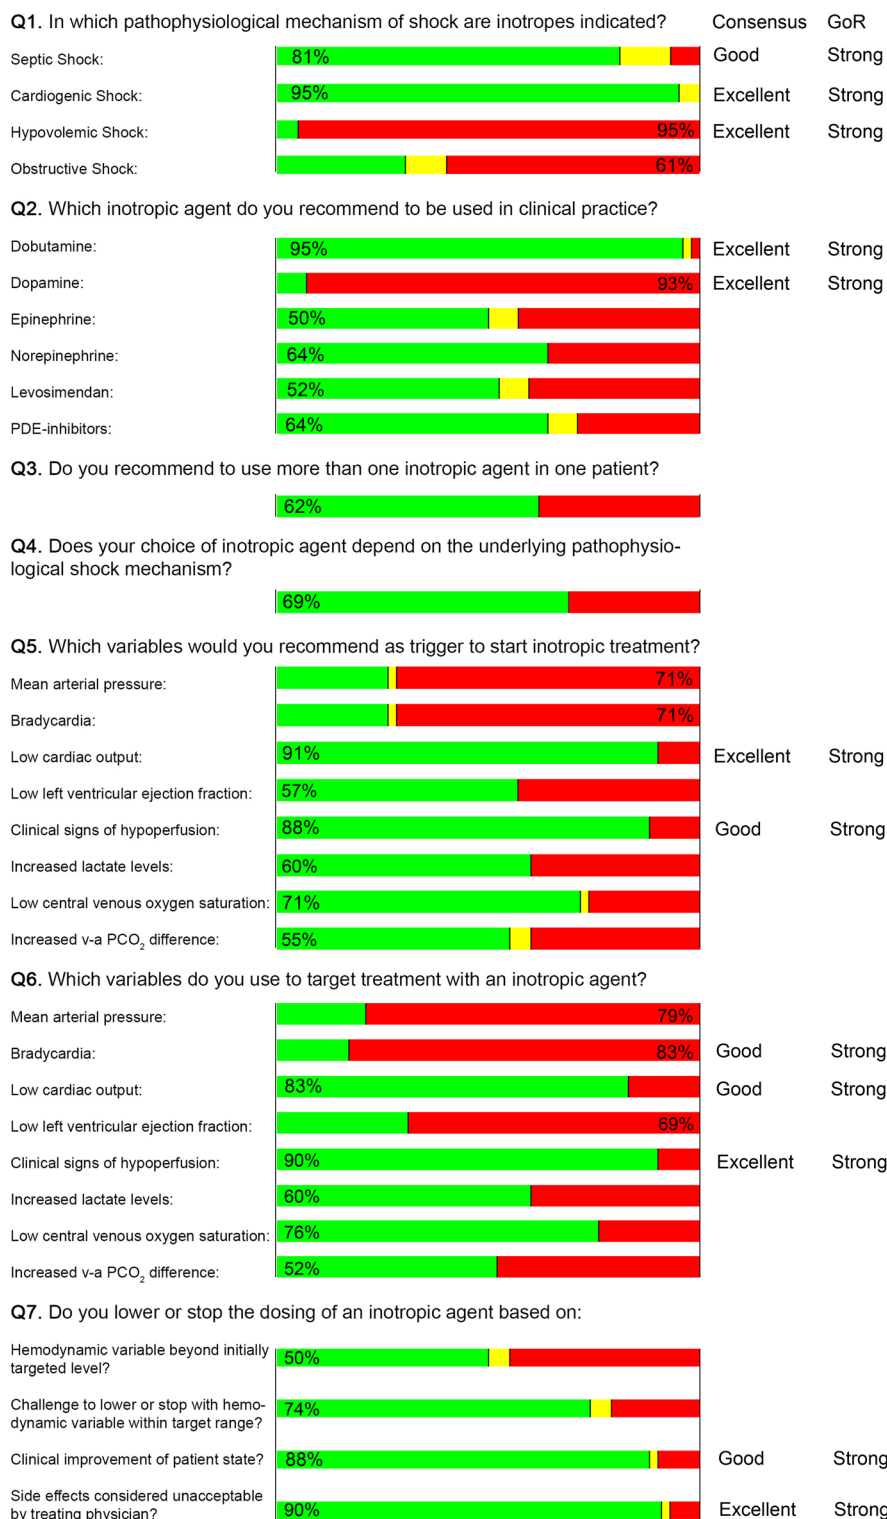 Q1. In which pathophysiological mechanism of shock are inotropes indicated? Consensus GoR
Septic Shock: 81% Good Strong
Cardiogenic Shock: 95% Excellent Strong
Hypovolemic Shock: 95% Excellent Strong
Obstructive Shock: 61%
Q2. Which inotropic agent do you recommend to be used in clinical practice?
Dobutamine: 95% Excellent Strong
Dopamine: 93% Excellent Strong
Epinephrine: 50%
Norepinephrine: 64%
Levosimendan: 52%
PDE-inhibitors: 64%
Q3. Do you recommend to use more than one inotropic agent in one patient?
62%
Q4. Does your choice of inotropic agent depend on the underlying pathophysio-
logical shock mechanism?
69%
Q5. Which variables would you recommend as trigger to start inotropic treatment?
Mean arterial pressure: 71%
Bradycardia: 71%
Low cardiac output: 91% Excellent Strong
Low left ventricular ejection fraction: 57%
Clinical signs of hypoperfusion: 88% Good Strong
Increased lactate levels: 60%
Low central venous oxygen saturation: 71%
Increased v-a PCO2 difference: 55%
Q6. Which variables do you use to target treatment with an inotropic agent?
Mean arterial pressure: 79%
Bradycardia: 83% Good Strong
Low cardiac output: 83% Good Strong
Low left ventricular ejection fraction: 69%
Clinical signs of hypoperfusion: 90% Excellent Strong
Increased lactate levels: 60%
Low central venous oxygen saturation: 76%
Increased v-a PCO2 difference: 52%
Q7. Do you lower or stop the dosing of an inotropic agent based on:
Hemodynamic variable beyond initially
targeted level? 50%
Challenge to lower or stop with hemo-
dynamic variable within target range? 74%
Clinical improvement of patient state? 88% Good Strong
Side effects considered unacceptable
by treating physician? 90% Excellent Strong